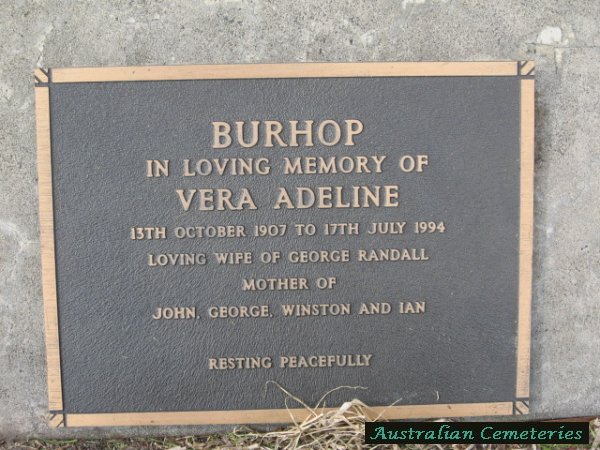 BURHOP
IN LOVING MEMORY OF
VERA ADELINE
13TH OCTOBER 1907 TO 17TH JULY 1994
LOVING WIFE OF GEORGE RANDALL
MOTHER OF
JOHN, GEORGE, WINSTON AND IAN
RESTING PEACEFULLY
Australian Cemeteries